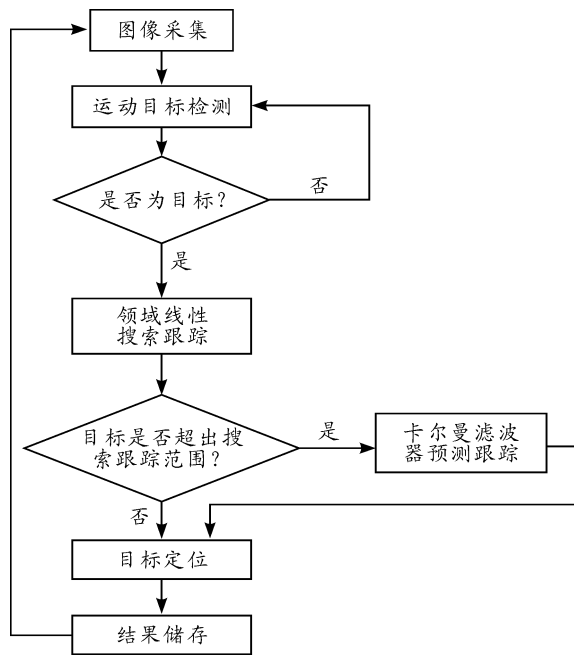 图像采集
运动目标检测
是否为目标?
否
是
领域线性
搜索跟踪
目标是否超出搜
索跟踪范围?
是
卡尔曼滤波
器预测跟踪
否
目标定位
结果储存